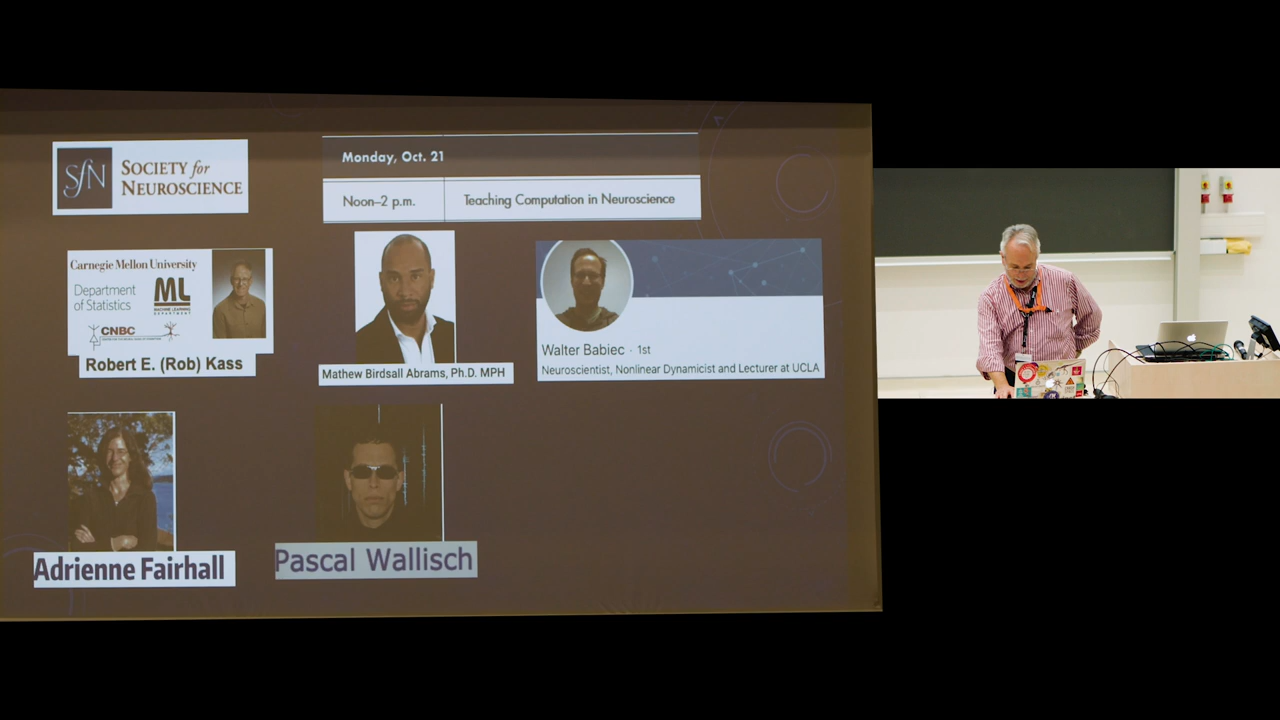 SfN
SOCIETY for
NEUROSCIENCE
Monday, Oct. 21
Noon–2 p.m.
Teaching Computation in Neuroscience
Carnegie Mellon University
Department
of Statistics
ML
MACHINE LEARNING
DEPARTMENT
CNBC
Robert E. (Rob) Kass
Mathew Birdsall Abrams, Ph.D. MPH
Walter Babiec · 1st
Neuroscientist, Nonlinear Dynamicist and Lecturer at UCLA
Adrienne Fairhall
Pascal Wallisch